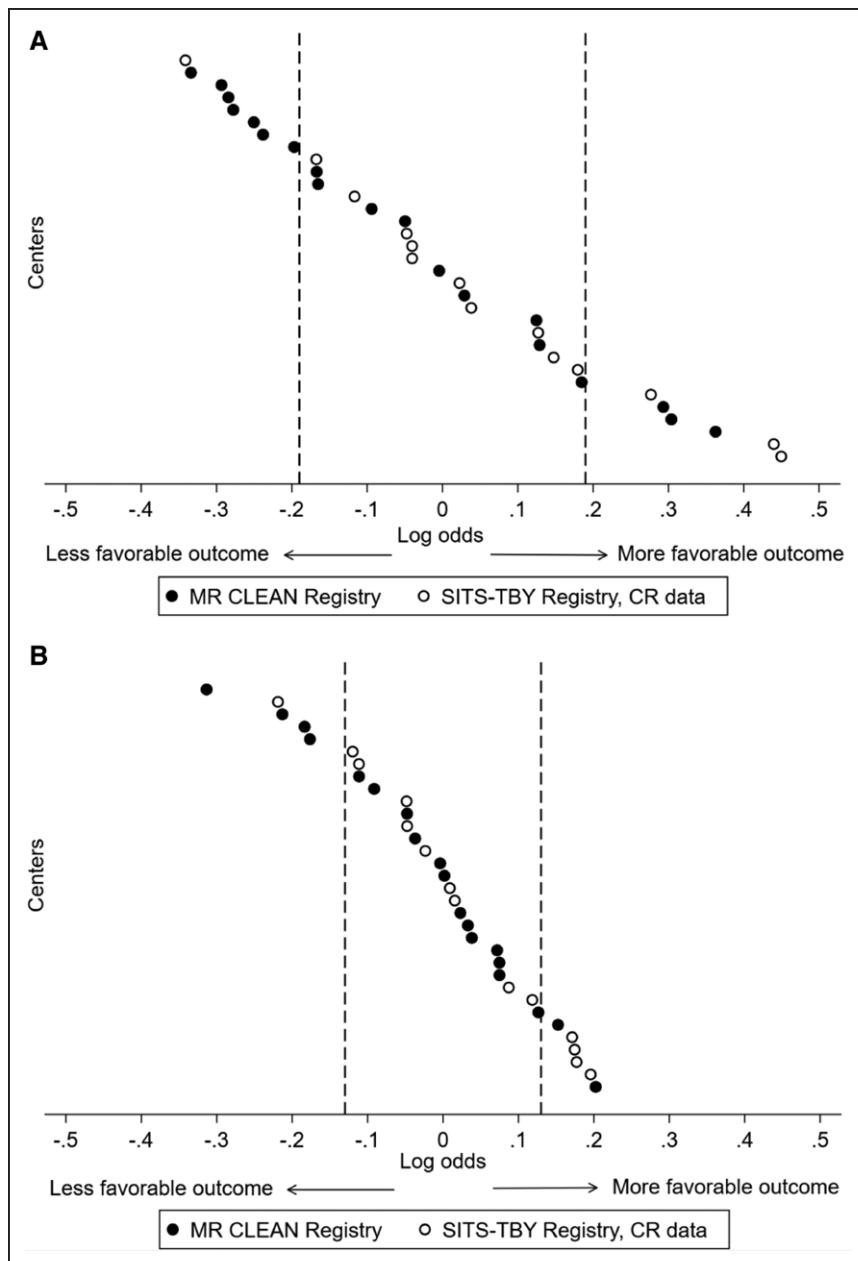 A
Centers
-.5 -.4 -.3 -.2 -.1 0 .1 .2 .3 .4 .5
Log odds
Less favorable outcome More favorable outcome
MR CLEAN Registry SITS-TBY Registry, CR data
B
Centers
-.5 -.4 -.3 -.2 -.1 0 .1 .2 .3 .4 .5
Log odds
Less favorable outcome More favorable outcome
MR CLEAN Registry SITS-TBY Registry, CR data